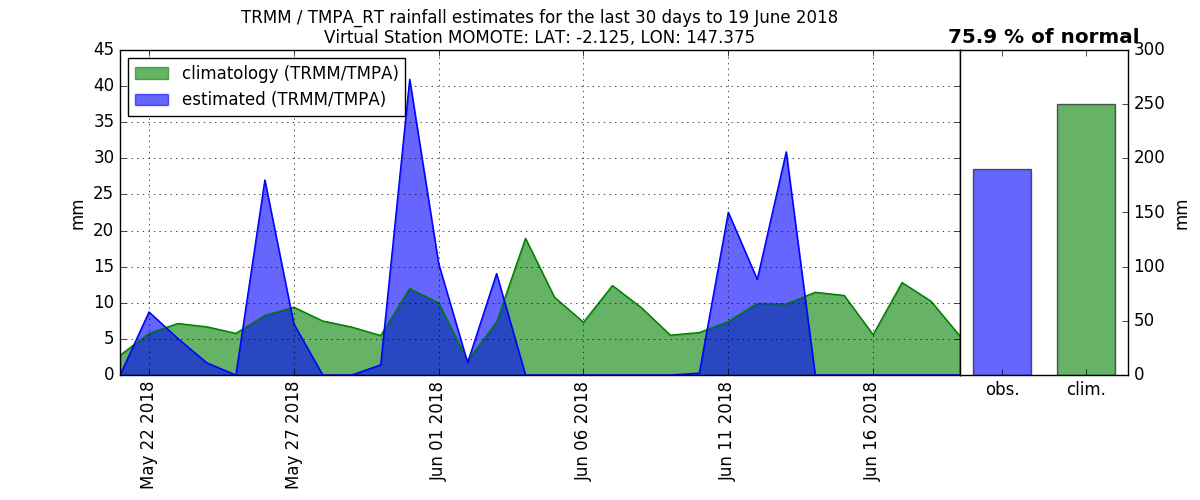 TRMM / TMPA_RT rainfall estimates for the last 30 days to 19 June 2018
Virtual Station MOMOTE: LAT: -2.125, LON: 147.375
75.9 % of normal
climatology (TRMM/TMPA)
estimated (TRMM/TMPA)
45
40
35
30
25
20
15
10
5
0
mm
May 22 2018
May 27 2018
Jun 01 2018
Jun 06 2018
Jun 11 2018
Jun 16 2018
300
250
200
150
100
50
0
mm
obs.
clim.